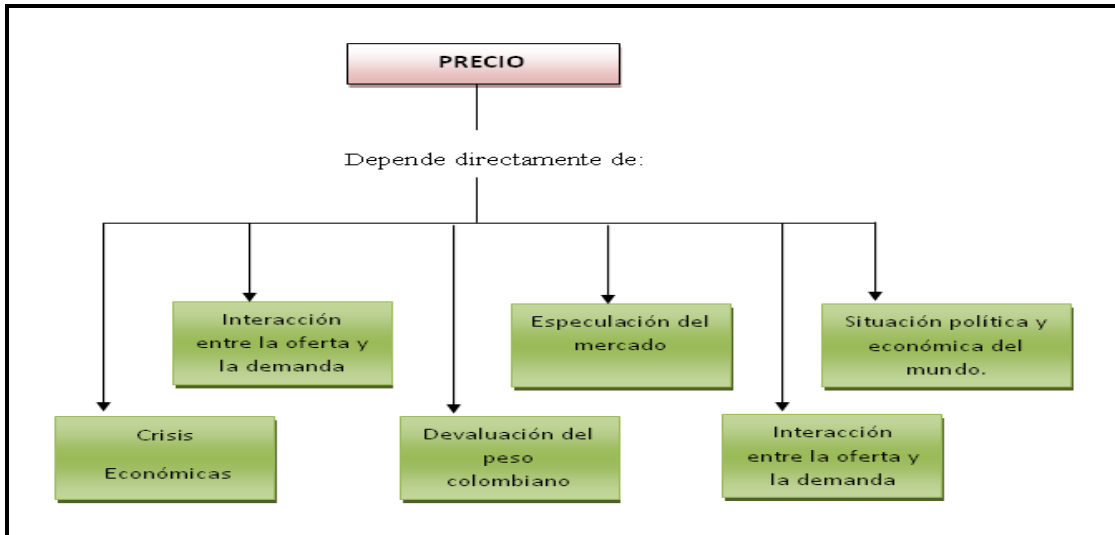 PRECIO
Depende directamente de:
Interacción
entre la oferta y
la demanda
Especulación del
mercado
Situación política y
económica del
mundo.
Crisis
Económicas
Devaluación del
peso
colombiano
Interacción
entre la oferta y
la demanda